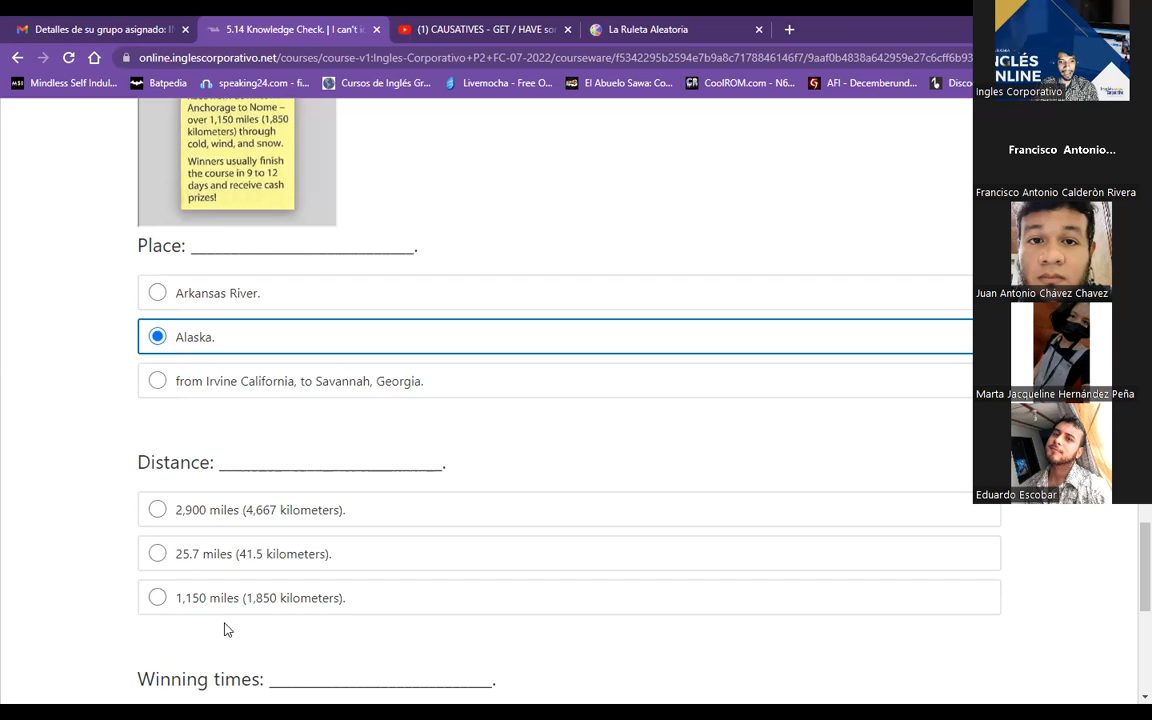 Detalles de su grupo asignado: I
5.14 Knowledge Check. | I can't i
(1) CAUSATIVES - GET / HAVE so
La Ruleta Aleatoria
online.inglescorporativo.net/courses/course-v1:Ingles-Corporativo+P2+FC-07-2022/courseware/f5342295b2594e7b9a8c7178846146f7/9aaf0b4838a642959e27c6cff6b93
Mindless Self Indul...
Batpedia
speaking24.com - fi...
Cursos de Inglés Gr...
Livemocha - Free O...
El Abuelo Sawa: Co...
CoolROM.com - N6...
AFI - Decemberund...
Disco
Anchorage to Nome –
over 1,150 miles (1,850
kilometers) through
cold, wind, and snow.
Winners usually finish
the course in 9 to 12
days and receive cash
prizes!
Place: ____________________________.
Arkansas River.
Alaska.
from Irvine California, to Savannah, Georgia.
Distance: ____________________________.
2,900 miles (4,667 kilometers).
25.7 miles (41.5 kilometers).
1,150 miles (1,850 kilometers).
Winning times: ____________________________.
NGLÉS
ONLINE
Ingles Corporativo
Francisco Antonio...
Francisco Antonio Calderòn Rivera
Juan Antonio Chávez Chavez
Marta Jacqueline Hernández Peña
Eduardo Escobar